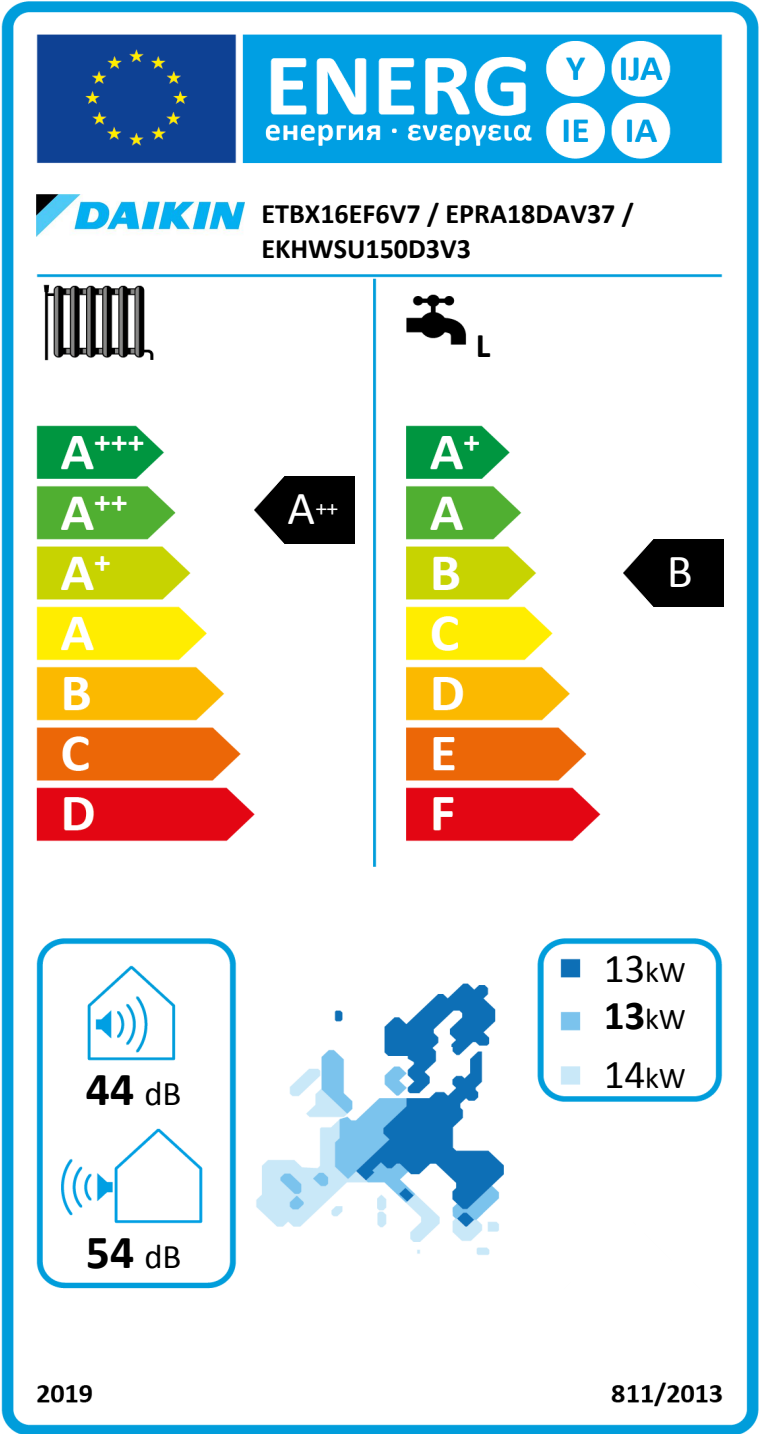 ENERG
енергия · ενεργεια
Y IJA
IE IA
DAIKIN
ETBX16EF6V7 / EPRA18DAV37 /
EKHWSU150D3V3
L
A+++
A++
A+
A
B
C
D
A++
A+
A
B
C
D
E
F
B
44 dB
54 dB
13kW
13kW
14kW
2019
811/2013